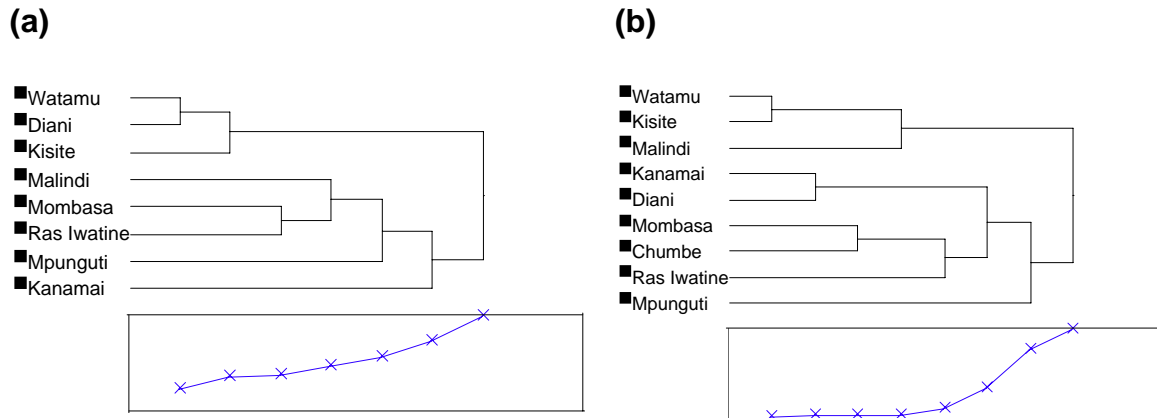 (a)
Watamu
Diani
Kisite
Malindi
Mombasa
Ras Iwatine
Mpunguti
Kanamai
(b)
Watamu
Kisite
Malindi
Kanamai
Diani
Mombasa
Chumbe
Ras Iwatine
Mpunguti